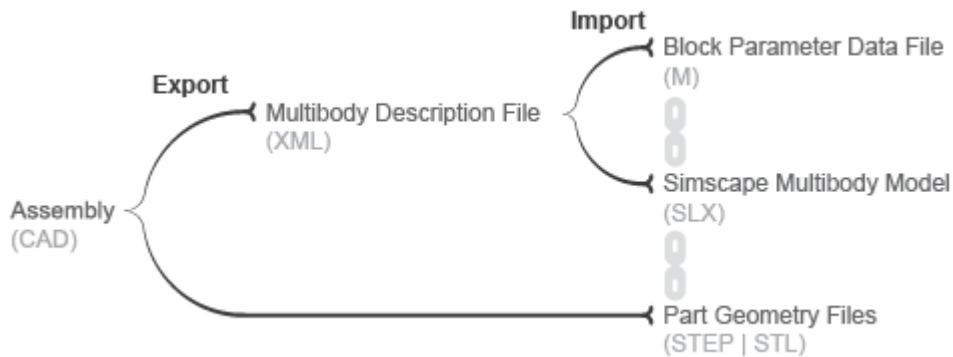 Import
Block Parameter Data File
(M)
Export
Multibody Description File
(XML)
Simscape Multibody Model
(SLX)
Assembly
(CAD)
Part Geometry Files
(STEP | STL)